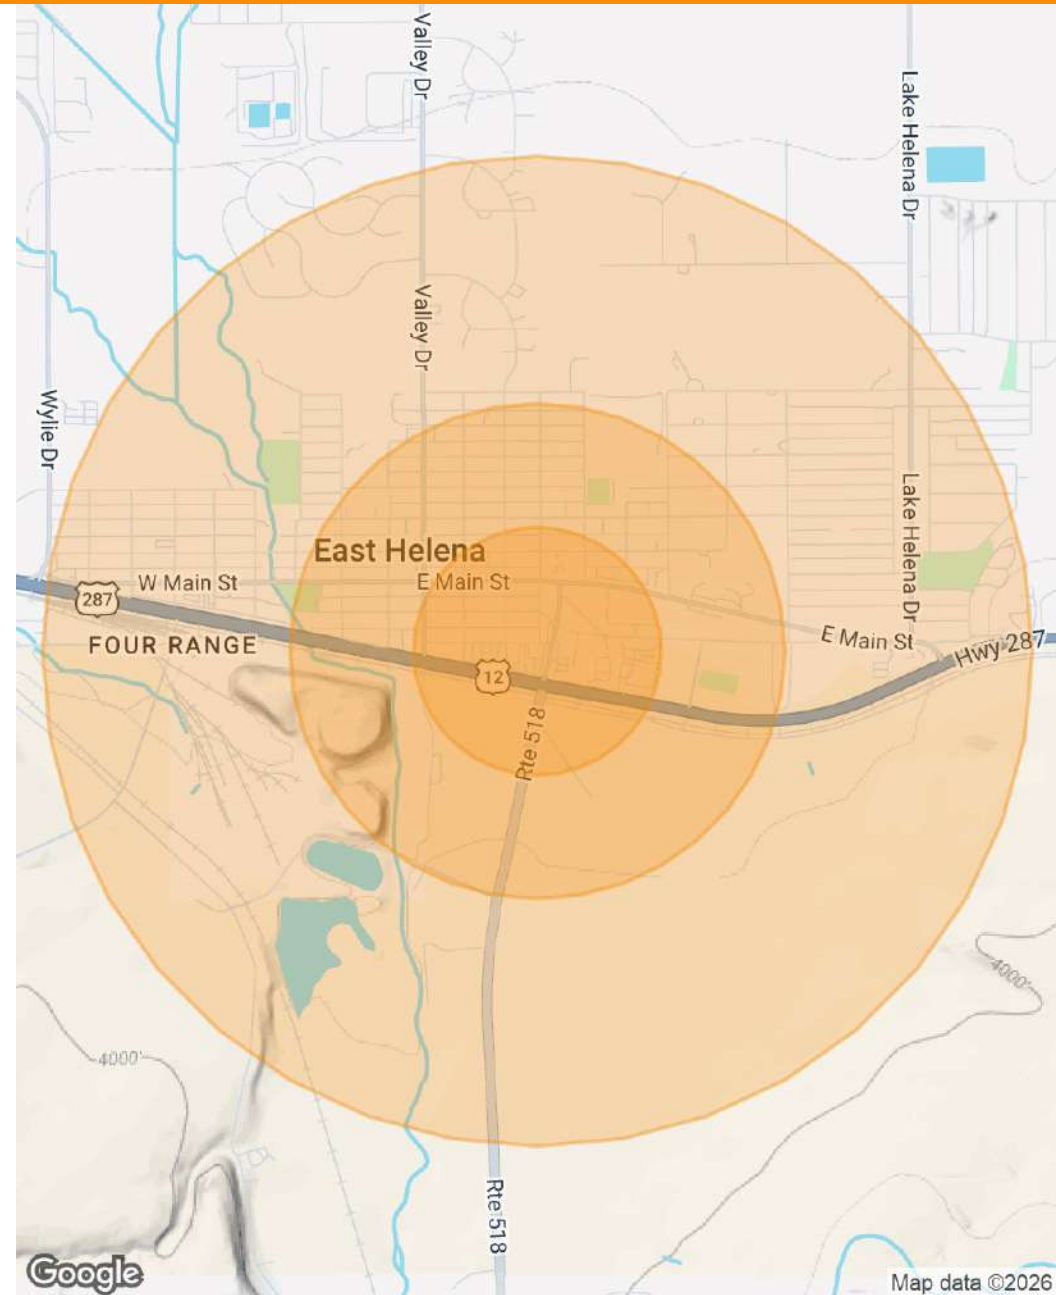 Valley Dr
Lake Helena Dr
Valley Dr
Wylie Dr
Lake Helena Dr
East Helena
W Main St
E Main St
287
FOUR RANGE
E Main St
Hwy 287
12
Rte 518
4000'
4000'
Rte 518
Google
Map data ©2026